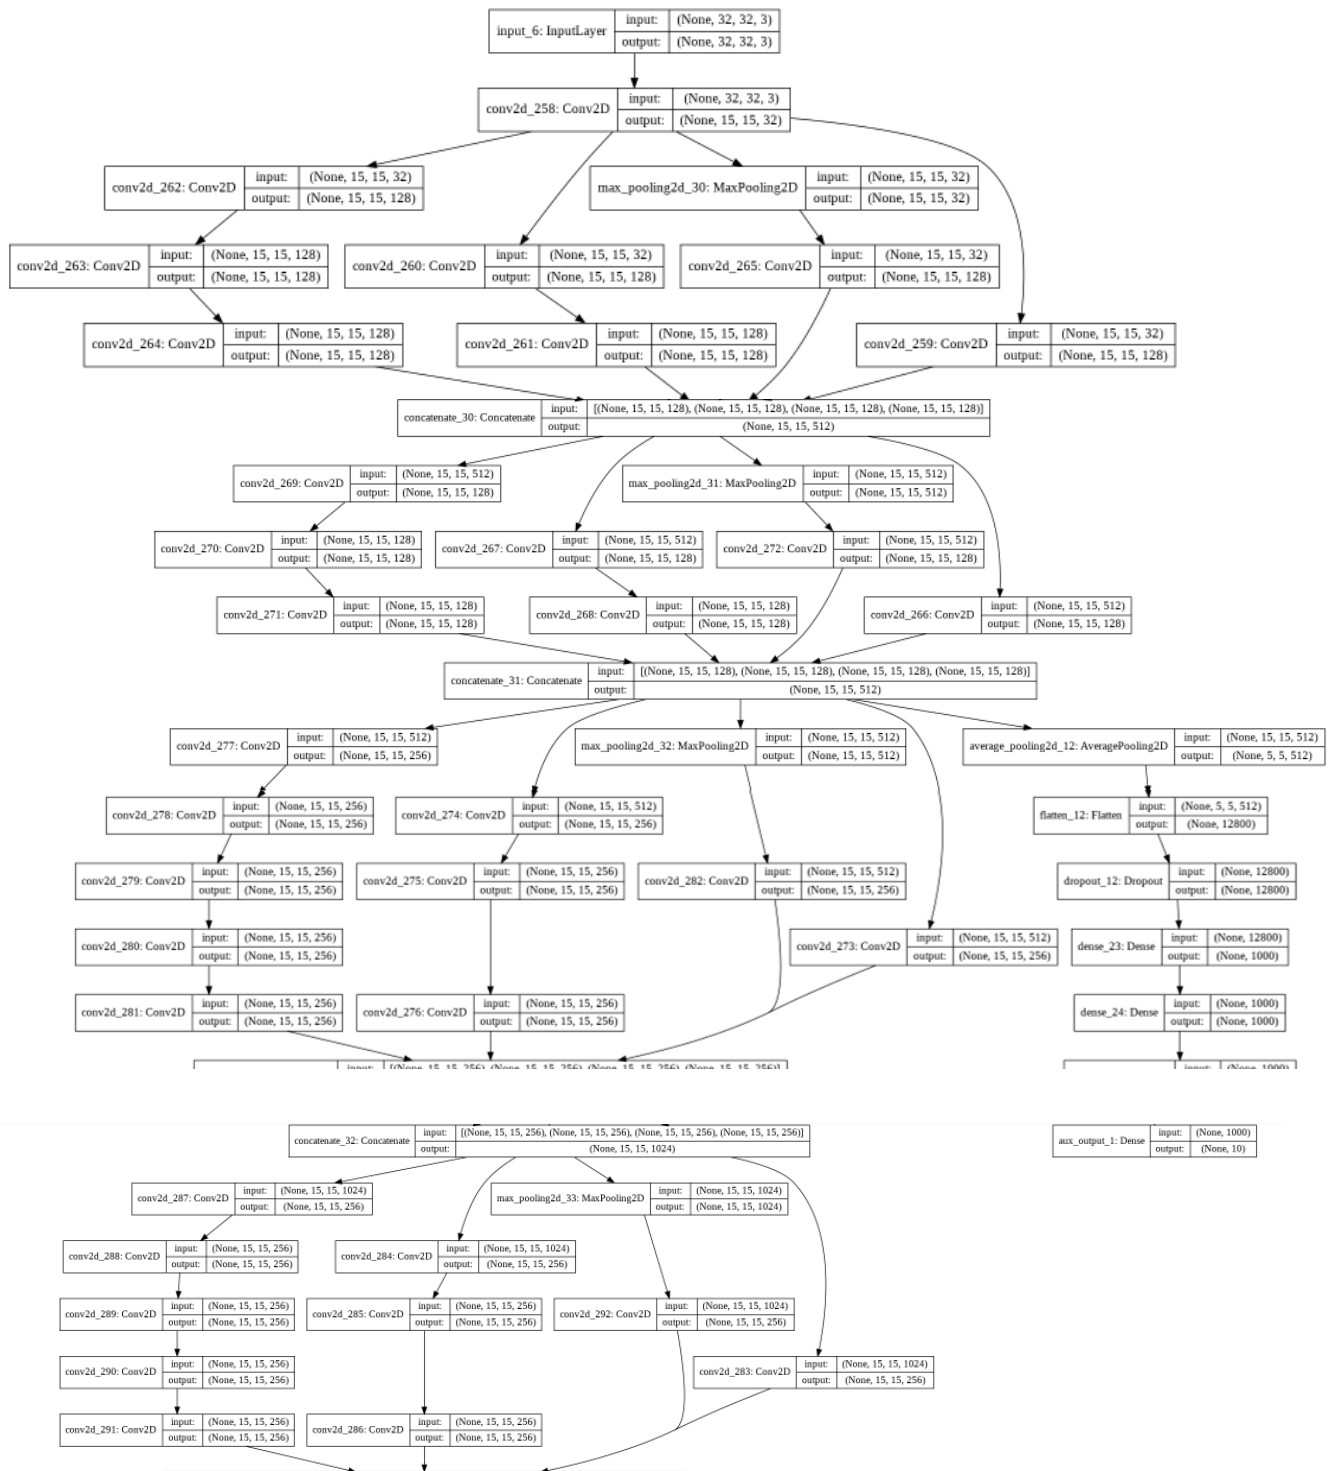 input_6: InputLayer
input: (None, 32, 32, 3)
output: (None, 32, 32, 3)
conv2d_258: Conv2D
input: (None, 32, 32, 3)
output: (None, 15, 15, 32)
conv2d_262: Conv2D
input: (None, 15, 15, 32)
output: (None, 15, 15, 128)
max_pooling2d_30: MaxPooling2D
input: (None, 15, 15, 32)
output: (None, 15, 15, 32)
conv2d_263: Conv2D
input: (None, 15, 15, 128)
output: (None, 15, 15, 128)
conv2d_260: Conv2D
input: (None, 15, 15, 32)
output: (None, 15, 15, 128)
conv2d_265: Conv2D
input: (None, 15, 15, 32)
output: (None, 15, 15, 128)
conv2d_264: Conv2D
input: (None, 15, 15, 128)
output: (None, 15, 15, 128)
conv2d_261: Conv2D
input: (None, 15, 15, 128)
output: (None, 15, 15, 128)
conv2d_259: Conv2D
input: (None, 15, 15, 32)
output: (None, 15, 15, 128)
concatenate_30: Concatenate
input: [(None, 15, 15, 128), (None, 15, 15, 128), (None, 15, 15, 128), (None, 15, 15, 128)]
output: (None, 15, 15, 512)
conv2d_269: Conv2D
input: (None, 15, 15, 512)
output: (None, 15, 15, 128)
max_pooling2d_31: MaxPooling2D
input: (None, 15, 15, 512)
output: (None, 15, 15, 512)
conv2d_270: Conv2D
input: (None, 15, 15, 128)
output: (None, 15, 15, 128)
conv2d_267: Conv2D
input: (None, 15, 15, 512)
output: (None, 15, 15, 128)
conv2d_272: Conv2D
input: (None, 15, 15, 512)
output: (None, 15, 15, 128)
conv2d_271: Conv2D
input: (None, 15, 15, 128)
output: (None, 15, 15, 128)
conv2d_268: Conv2D
input: (None, 15, 15, 128)
output: (None, 15, 15, 128)
conv2d_266: Conv2D
input: (None, 15, 15, 512)
output: (None, 15, 15, 128)
concatenate_31: Concatenate
input: [(None, 15, 15, 128), (None, 15, 15, 128), (None, 15, 15, 128), (None, 15, 15, 128)]
output: (None, 15, 15, 512)
conv2d_277: Conv2D
input: (None, 15, 15, 512)
output: (None, 15, 15, 256)
max_pooling2d_32: MaxPooling2D
input: (None, 15, 15, 512)
output: (None, 15, 15, 512)
average_pooling2d_12: AveragePooling2D
input: (None, 15, 15, 512)
output: (None, 5, 5, 512)
conv2d_278: Conv2D
input: (None, 15, 15, 256)
output: (None, 15, 15, 256)
conv2d_274: Conv2D
input: (None, 15, 15, 512)
output: (None, 15, 15, 256)
flatten_12: Flatten
input: (None, 5, 5, 512)
output: (None, 12800)
conv2d_279: Conv2D
input: (None, 15, 15, 256)
output: (None, 15, 15, 256)
conv2d_275: Conv2D
input: (None, 15, 15, 256)
output: (None, 15, 15, 256)
conv2d_282: Conv2D
input: (None, 15, 15, 512)
output: (None, 15, 15, 256)
dropout_12: Dropout
input: (None, 12800)
output: (None, 12800)
conv2d_280: Conv2D
input: (None, 15, 15, 256)
output: (None, 15, 15, 256)
conv2d_273: Conv2D
input: (None, 15, 15, 512)
output: (None, 15, 15, 256)
dense_23: Dense
input: (None, 12800)
output: (None, 1000)
conv2d_281: Conv2D
input: (None, 15, 15, 256)
output: (None, 15, 15, 256)
conv2d_276: Conv2D
input: (None, 15, 15, 256)
output: (None, 15, 15, 256)
dense_24: Dense
input: (None, 1000)
output: (None, 1000)
input: [(None, 15, 15, 256), (None, 15, 15, 256), (None, 15, 15, 256), (None, 15, 15, 256)]
input: (None, 1000)
concatenate_32: Concatenate
input: [(None, 15, 15, 256), (None, 15, 15, 256), (None, 15, 15, 256), (None, 15, 15, 256)]
output: (None, 15, 15, 1024)
aux_output_1: Dense
input: (None, 1000)
output: (None, 10)
conv2d_287: Conv2D
input: (None, 15, 15, 1024)
output: (None, 15, 15, 256)
max_pooling2d_33: MaxPooling2D
input: (None, 15, 15, 1024)
output: (None, 15, 15, 1024)
conv2d_288: Conv2D
input: (None, 15, 15, 256)
output: (None, 15, 15, 256)
conv2d_284: Conv2D
input: (None, 15, 15, 1024)
output: (None, 15, 15, 256)
conv2d_289: Conv2D
input: (None, 15, 15, 256)
output: (None, 15, 15, 256)
conv2d_285: Conv2D
input: (None, 15, 15, 256)
output: (None, 15, 15, 256)
conv2d_292: Conv2D
input: (None, 15, 15, 1024)
output: (None, 15, 15, 256)
conv2d_290: Conv2D
input: (None, 15, 15, 256)
output: (None, 15, 15, 256)
conv2d_283: Conv2D
input: (None, 15, 15, 1024)
output: (None, 15, 15, 256)
conv2d_291: Conv2D
input: (None, 15, 15, 256)
output: (None, 15, 15, 256)
conv2d_286: Conv2D
input: (None, 15, 15, 256)
output: (None, 15, 15, 256)